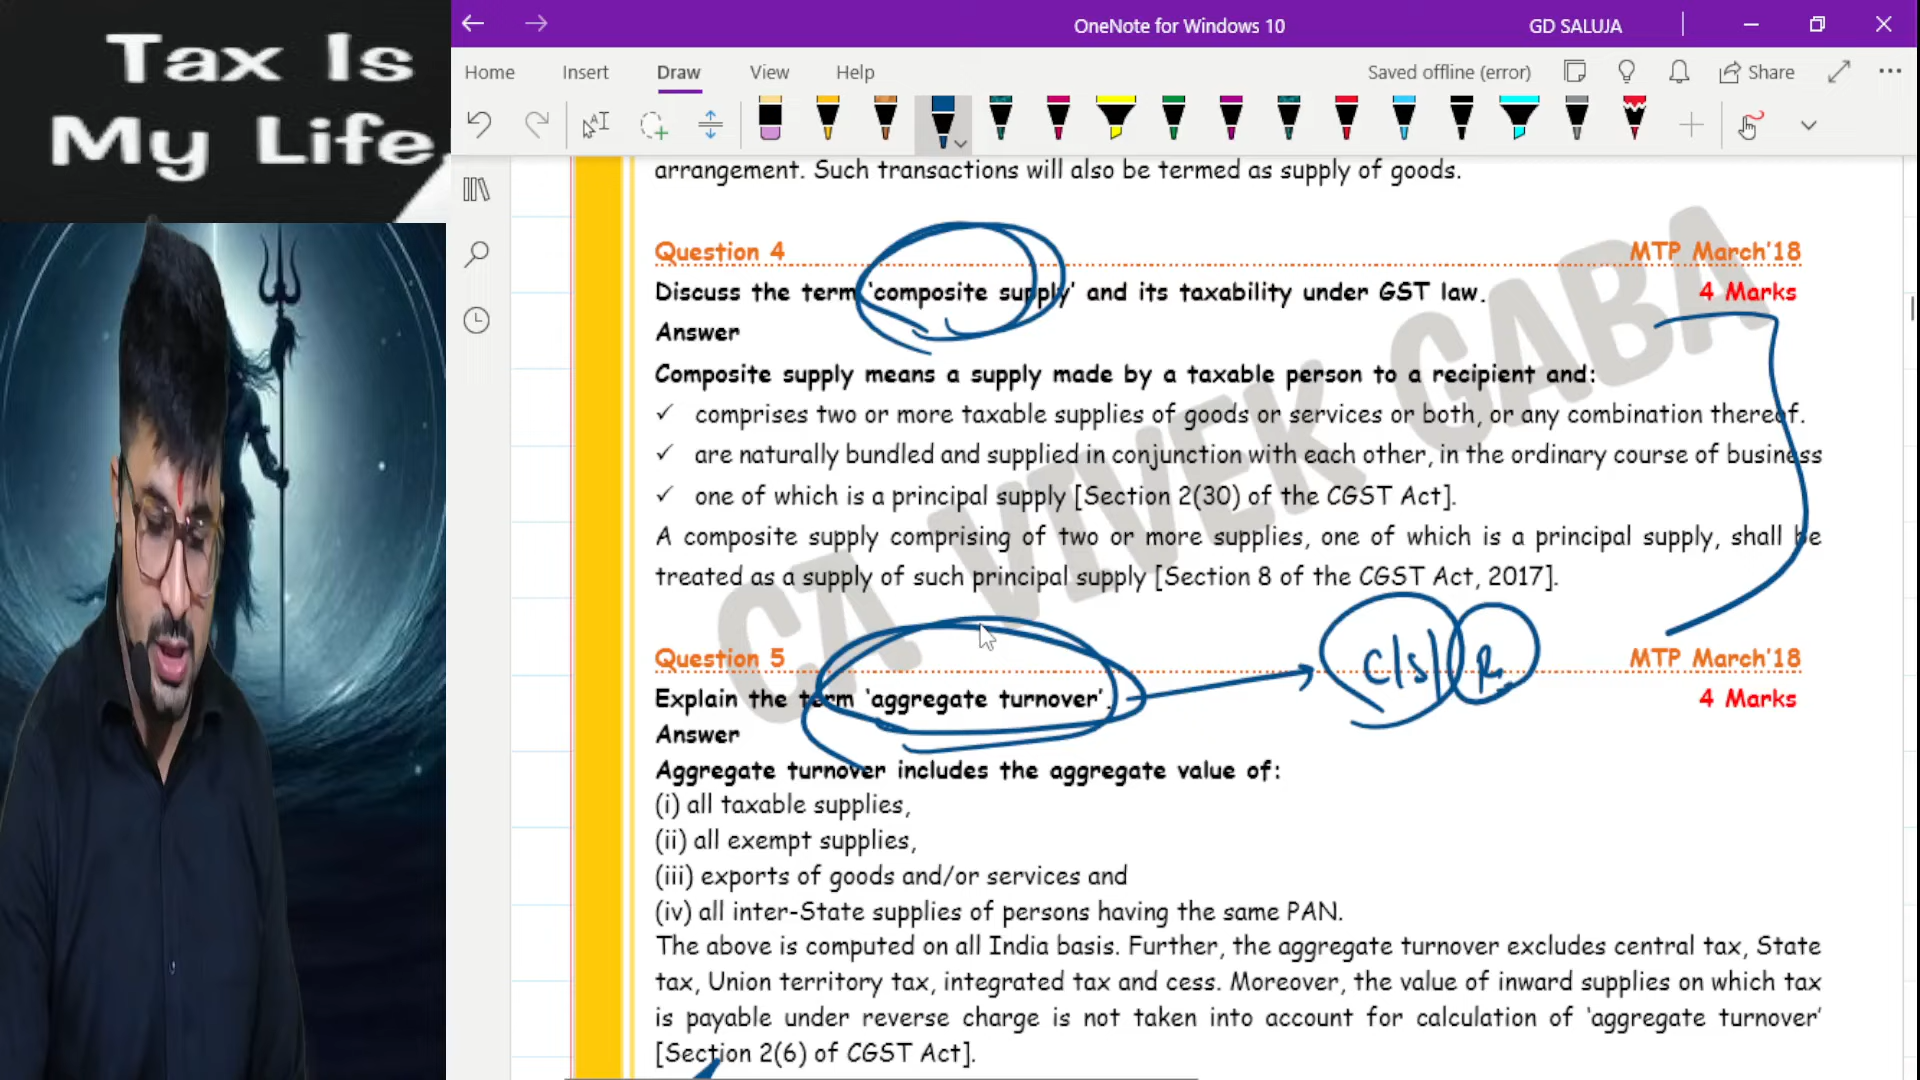 Tax Is
My Life
OneNote for Windows 10
GD SALUJA
Home Insert Draw View Help
Saved offline (error)
Share
arrangement. Such transactions will also be termed as supply of goods.
Question 4 MTP March'18
Discuss the term 'composite supply' and its taxability under GST law. 4 Marks
Answer
Composite supply means a supply made by a taxable person to a recipient and:
✓ comprises two or more taxable supplies of goods or services or both, or any combination thereof.
✓ are naturally bundled and supplied in conjunction with each other, in the ordinary course of business
✓ one of which is a principal supply [Section 2(30) of the CGST Act].
A composite supply comprising of two or more supplies, one of which is a principal supply, shall be
treated as a supply of such principal supply [Section 8 of the CGST Act, 2017].
CA VIVEK GABA
C/S/ R
Question 5 MTP March'18
Explain the term 'aggregate turnover'. 4 Marks
Answer
Aggregate turnover includes the aggregate value of:
(i) all taxable supplies,
(ii) all exempt supplies,
(iii) exports of goods and/or services and
(iv) all inter-State supplies of persons having the same PAN.
The above is computed on all India basis. Further, the aggregate turnover excludes central tax, State
tax, Union territory tax, integrated tax and cess. Moreover, the value of inward supplies on which tax
is payable under reverse charge is not taken into account for calculation of 'aggregate turnover'
[Section 2(6) of CGST Act].